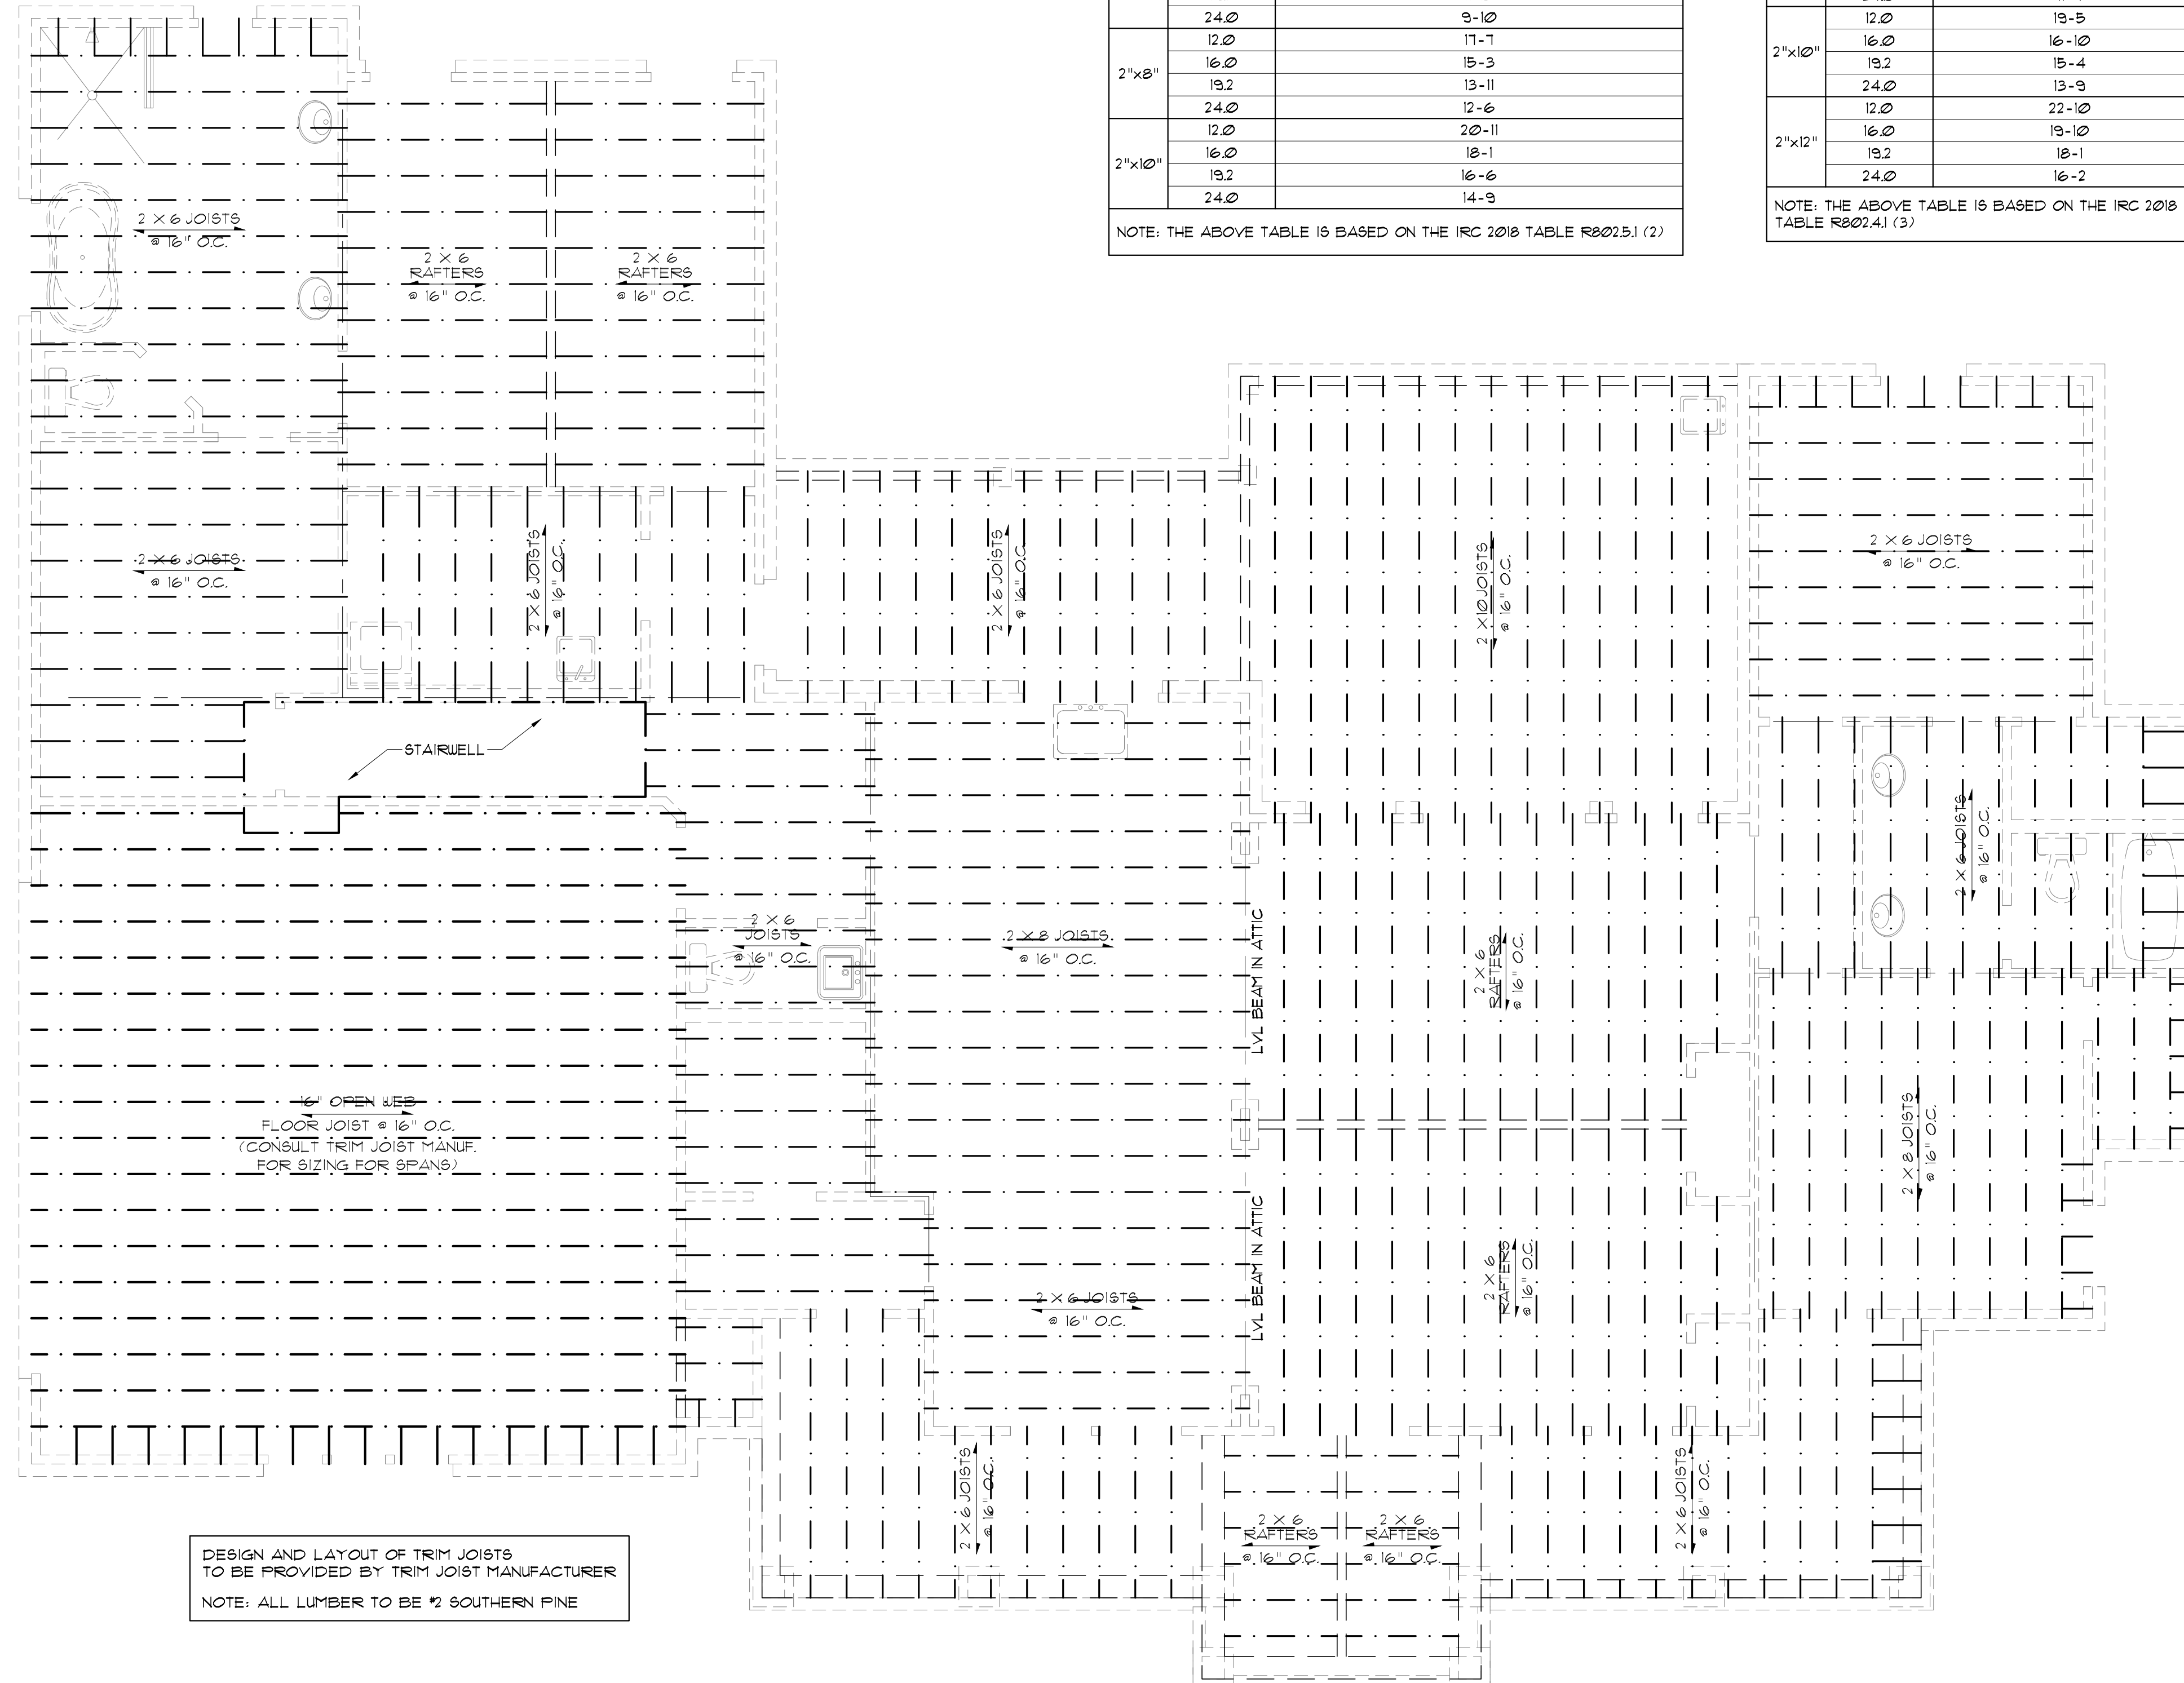 24.0 9-10
2"x8"
12.0 17-7
16.0 15-3
19.2 13-11
24.0 12-6
2"x10"
12.0 20-11
16.0 18-1
19.2 16-6
24.0 14-9
NOTE: THE ABOVE TABLE IS BASED ON THE IRC 2018 TABLE R802.5.1 (2)
2"x10"
12.0 19-5
16.0 16-10
19.2 15-4
24.0 13-9
2"x12"
12.0 22-10
16.0 19-10
19.2 18-1
24.0 16-2
NOTE: THE ABOVE TABLE IS BASED ON THE IRC 2018
TABLE R802.4.1 (3)
2 X 6 JOISTS
@ 16" O.C.
2 X 6
RAFTERS
@ 16" O.C.
2 X 6
RAFTERS
@ 16" O.C.
2 X 6 JOISTS
@ 16" O.C.
2 X 6 JOISTS
@ 16" O.C.
2 X 6 JOISTS
@ 16" O.C.
2 X 10 JOISTS
@ 16" O.C.
2 X 6 JOISTS
@ 16" O.C.
STAIRWELL
2 X 6 JOISTS
@ 16" O.C.
2 X 6
JOISTS
@ 16" O.C.
2 X 8 JOISTS
@ 16" O.C.
LVL BEAM IN ATTIC
2 X 6
RAFTERS
@ 16" O.C.
16" OPEN WEB
FLOOR JOIST @ 16" O.C.
(CONSULT TRIM JOIST MANUF.
FOR SIZING FOR SPANS)
2 X 8 JOISTS
@ 16" O.C.
2 X 6 JOISTS
@ 16" O.C.
LVL BEAM IN ATTIC
2 X 6
RAFTERS
@ 16" O.C.
2 X 6 JOISTS
@ 16" O.C.
2 X 6
RAFTERS
@ 16" O.C.
2 X 6
RAFTERS
@ 16" O.C.
2 X 6 JOISTS
@ 16" O.C.
DESIGN AND LAYOUT OF TRIM JOISTS
TO BE PROVIDED BY TRIM JOIST MANUFACTURER
NOTE: ALL LUMBER TO BE #2 SOUTHERN PINE